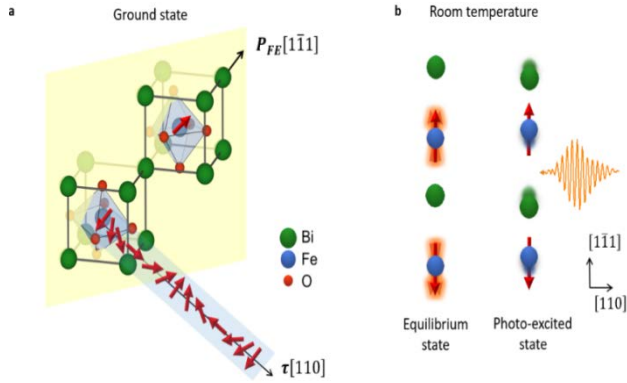 a
Ground state
P_FE[11̄1]
Bi
Fe
O
τ[110]
b
Room temperature
[11̄1]
[110]
Equilibrium
state
Photo-excited
state